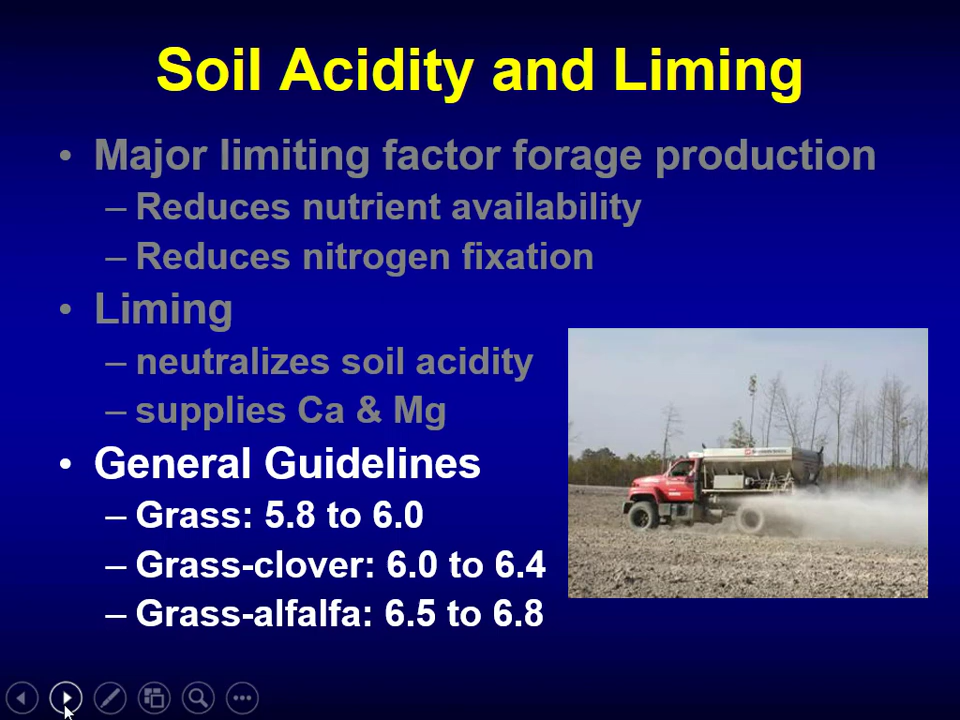 Soil Acidity and Liming
• Major limiting factor forage production
– Reduces nutrient availability
– Reduces nitrogen fixation
• Liming
– neutralizes soil acidity
– supplies Ca & Mg
• General Guidelines
– Grass: 5.8 to 6.0
– Grass-clover: 6.0 to 6.4
– Grass-alfalfa: 6.5 to 6.8